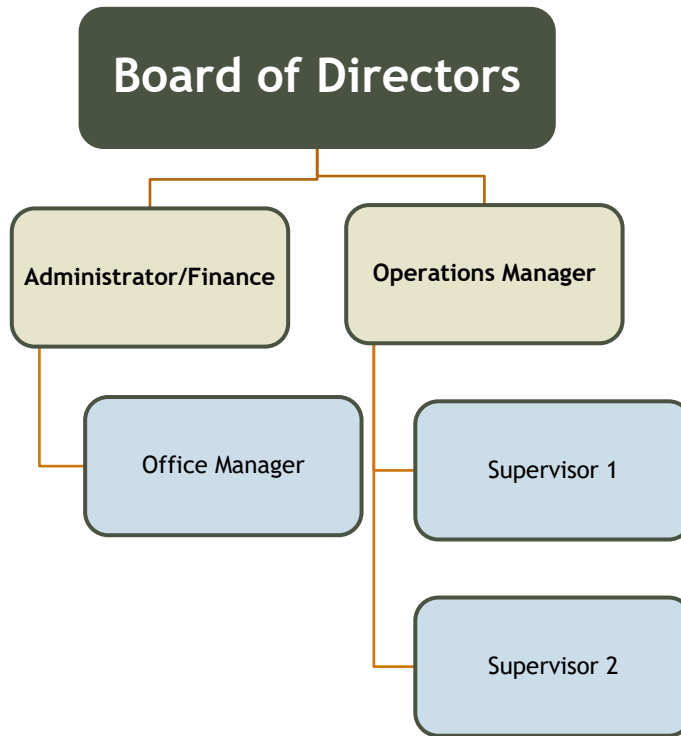 Board of Directors
Administrator/Finance
Operations Manager
Office Manager
Supervisor 1
Supervisor 2